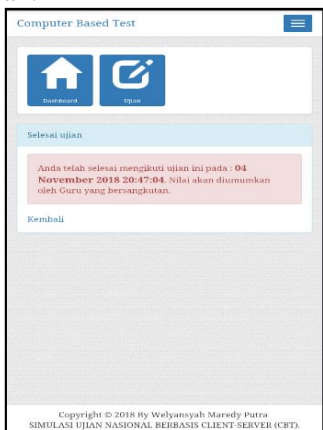 Computer Based Test
Dashboard
Ujian
Selesai ujian
Anda telah selesai mengikuti ujian ini pada : 04
November 2018 20:47:04. Nilai akan diumumkan
oleh Guru yang bersangkutan.
Kembali
Copyright © 2018 By Welyansyah Maredy Putra
SIMULASI UJIAN NASIONAL BERBASIS CLIENT-SERVER (CBT).